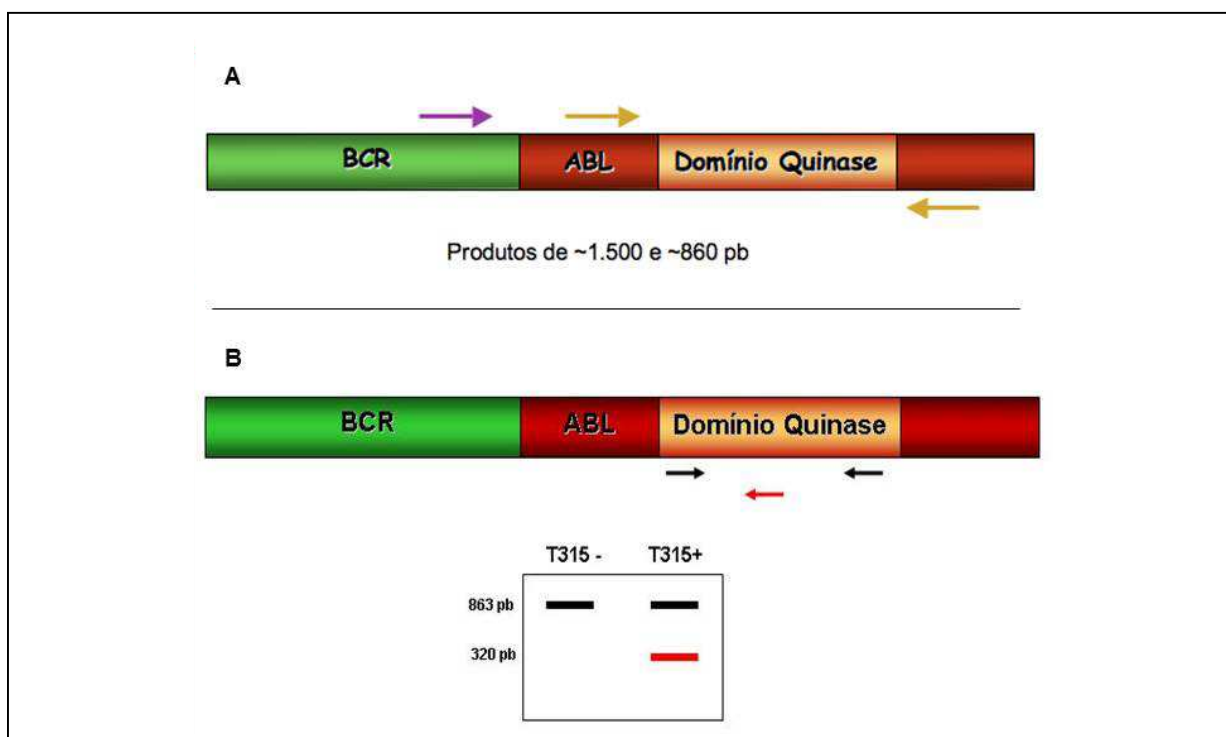 A
BCR ABL Domínio Quinase
Produtos de ~1.500 e ~860 pb
B
BCR ABL Domínio Quinase
T315 - T315+
863 pb
320 pb